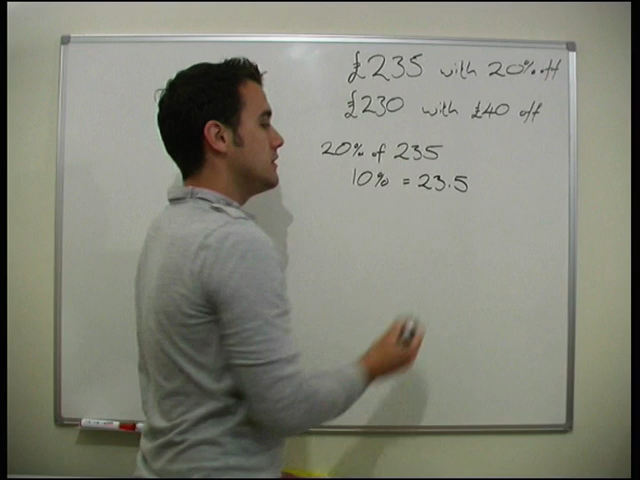 £235 with 20% off
£230 with £40 off
20% of 235
10% = 23.5